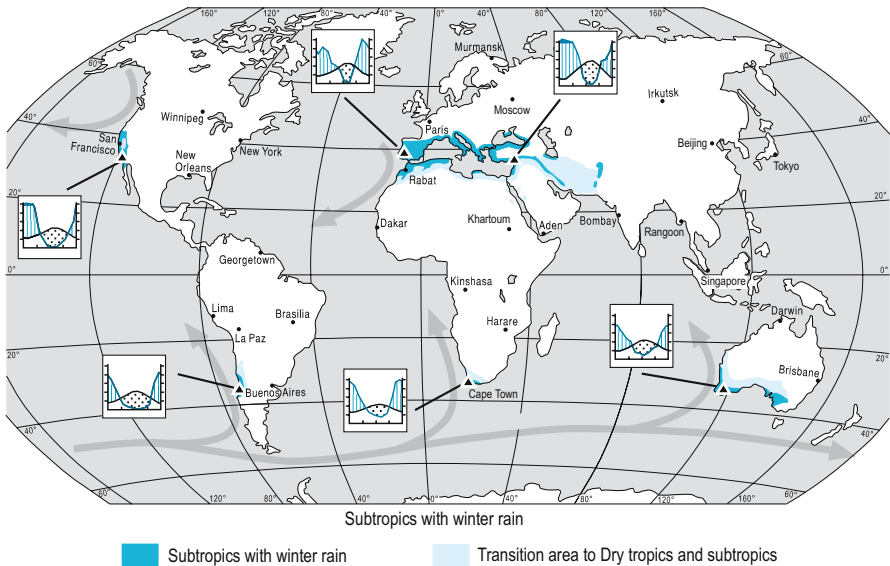 160° 120° 80° 40° 0° 40° 80° 120° 160°
60° 60°
40° 40°
20° 20°
0° 0°
20° 20°
40° 40°
60° 60°
120° 80° 40° 0° 40° 80° 120° 160°
Murmansk
Moscow
Irkutsk
Winnipeg
Paris
San
Francisco
New York
Beijing
Tokyo
New
Orleans
Rabat
Dakar
Khartoum
Aden
Bombay
Rangoon
Georgetown
Kinshasa
Singapore
Lima
Brasilia
La Paz
Harare
Darwin
Brisbane
Buenos Aires
Cape Town
Subtropics with winter rain
Subtropics with winter rain
Transition area to Dry tropics and subtropics